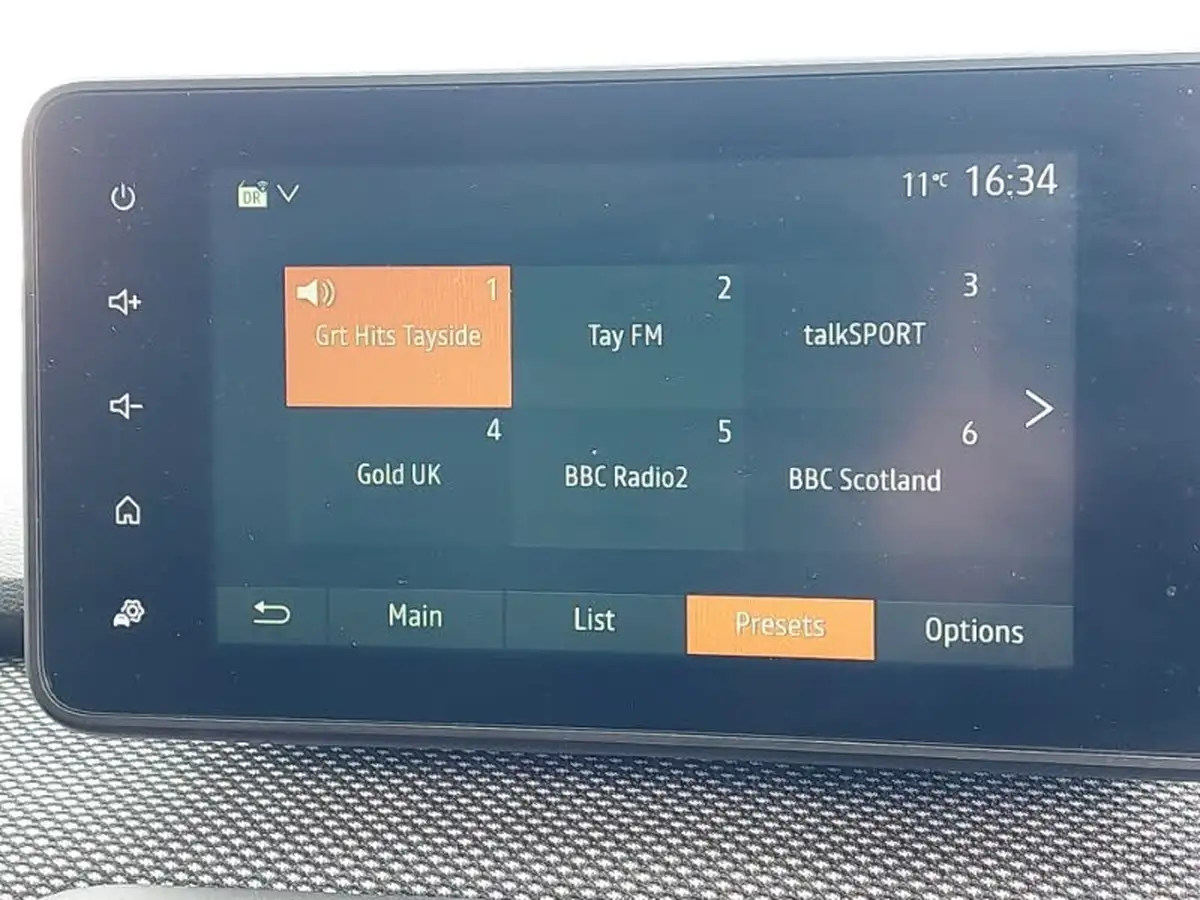 DR
11°C 16:34
1
Grt Hits Tayside
2
Tay FM
3
talkSPORT
4
Gold UK
5
BBC Radio2
6
BBC Scotland
Main
List
Presets
Options